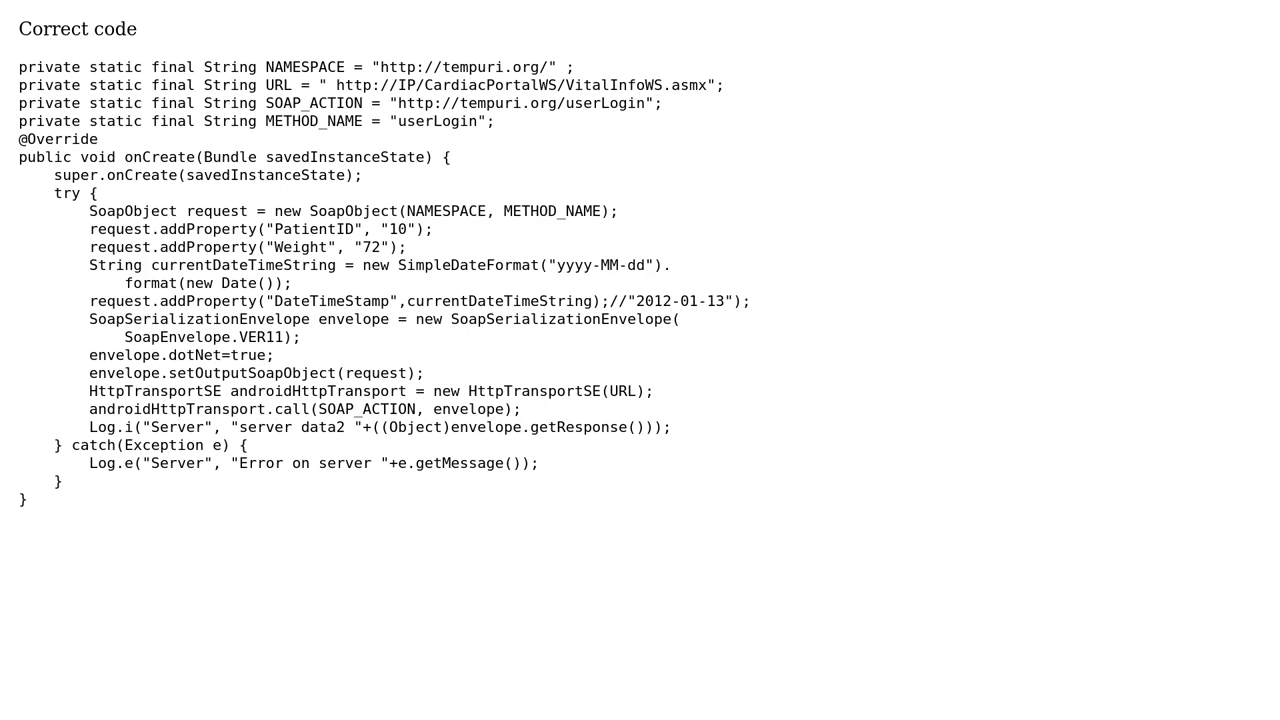 Correct code
private static final String NAMESPACE = "http://tempuri.org/" ;
private static final String URL = " http://IP/CardiacPortalWS/VitalInfoWS.asmx";
private static final String SOAP_ACTION = "http://tempuri.org/userLogin";
private static final String METHOD_NAME = "userLogin";
@Override
public void onCreate(Bundle savedInstanceState) {
    super.onCreate(savedInstanceState);
    try {
        SoapObject request = new SoapObject(NAMESPACE, METHOD_NAME);
        request.addProperty("PatientID", "10");
        request.addProperty("Weight", "72");
        String currentDateTimeString = new SimpleDateFormat("yyyy-MM-dd").
            format(new Date());
        request.addProperty("DateTimeStamp",currentDateTimeString);//"2012-01-13");
        SoapSerializationEnvelope envelope = new SoapSerializationEnvelope(
            SoapEnvelope.VER11);
        envelope.dotNet=true;
        envelope.setOutputSoapObject(request);
        HttpTransportSE androidHttpTransport = new HttpTransportSE(URL);
        androidHttpTransport.call(SOAP_ACTION, envelope);
        Log.i("Server", "server data2 "+((Object)envelope.getResponse()));
    } catch(Exception e) {
        Log.e("Server", "Error on server "+e.getMessage());
    }
}